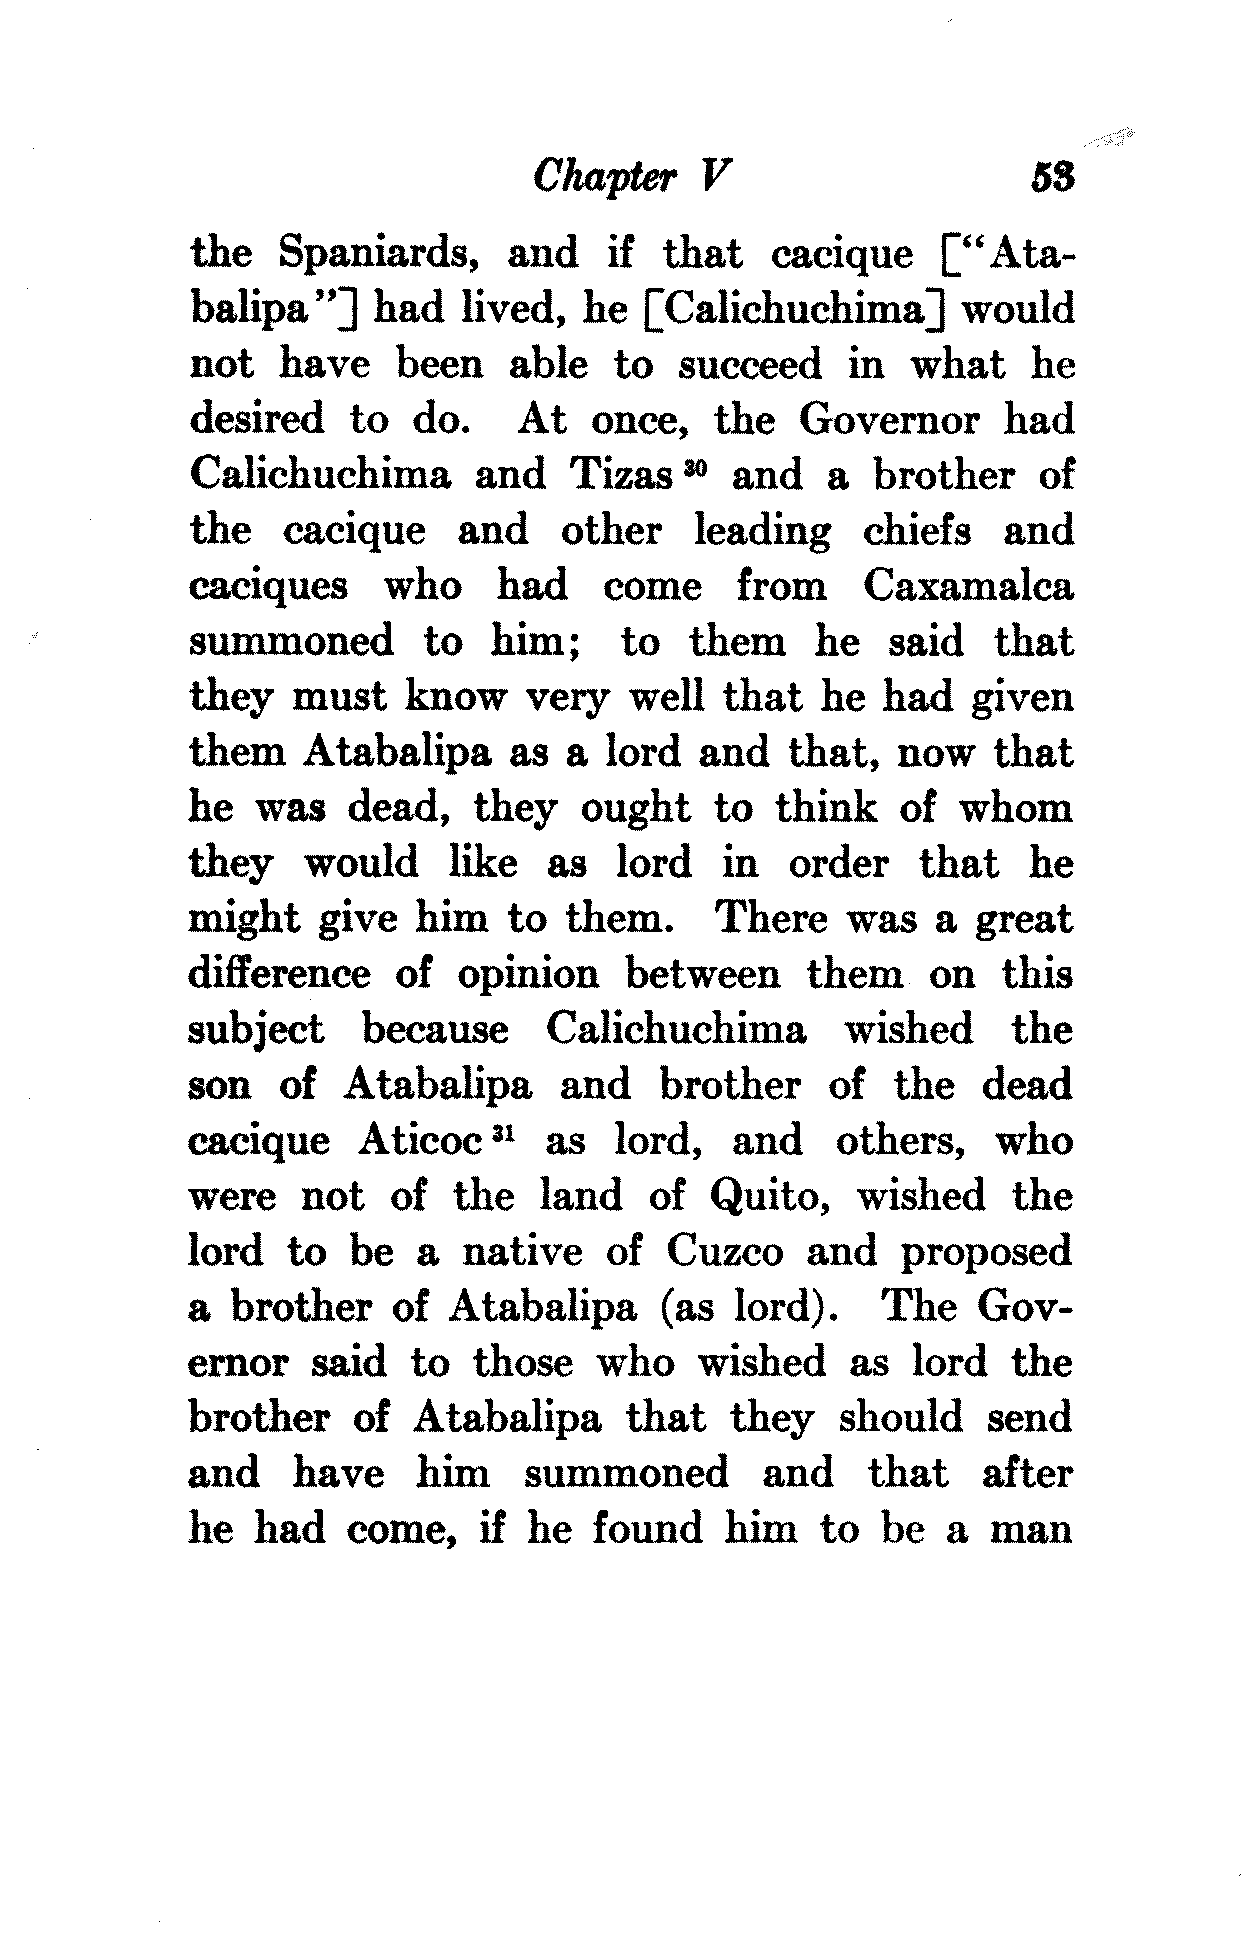 Chapter V 53
the Spaniards, and if that cacique ["Ata-
balipa"] had lived, he [Calichuchima] would
not have been able to succeed in what he
desired to do. At once, the Governor had
Calichuchima and Tizas 30 and a brother of
the cacique and other leading chiefs and
caciques who had come from Caxamalca
summoned to him; to them he said that
they must know very well that he had given
them Atabalipa as a lord and that, now that
he was dead, they ought to think of whom
they would like as lord in order that he
might give him to them. There was a great
difference of opinion between them on this
subject because Calichuchima wished the
son of Atabalipa and brother of the dead
cacique Aticoc 31 as lord, and others, who
were not of the land of Quito, wished the
lord to be a native of Cuzco and proposed
a brother of Atabalipa (as lord). The Gov-
ernor said to those who wished as lord the
brother of Atabalipa that they should send
and have him summoned and that after
he had come, if he found him to be a man